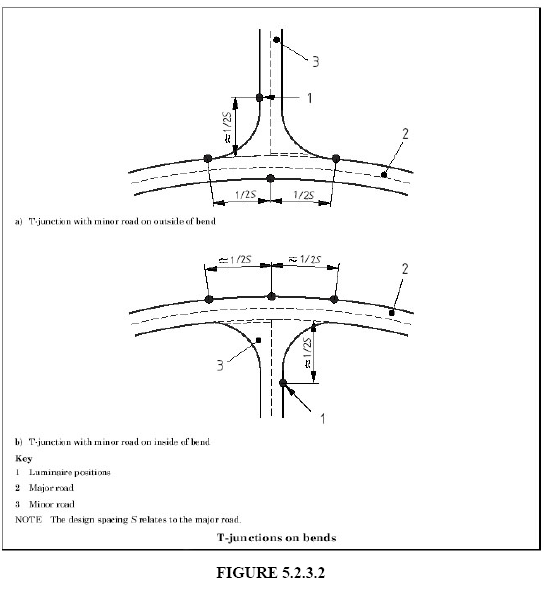 3
1
≈1/2S
2
1/2S 1/2S
a) T-junction with minor road on outside of bend
≈1/2S ≈1/2S
2
≈1/2S
3
1
b) T-junction with minor road on inside of bend
Key
1 Luminaire positions
2 Major road
3 Minor road
NOTE The design spacing S relates to the major road.
T-junctions on bends
FIGURE 5.2.3.2